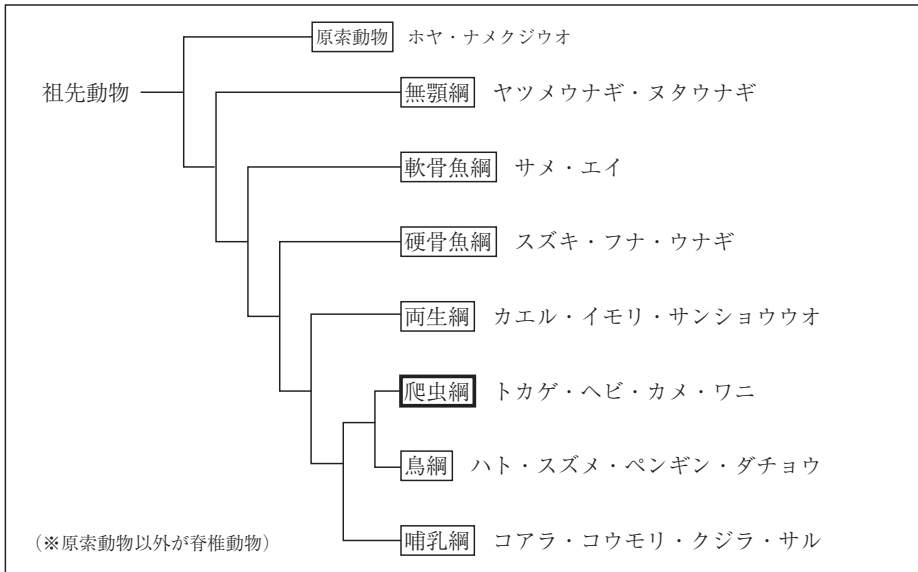 原索動物 ホヤ・ナメクジウオ
祖先動物
無顎綱 ヤツメウナギ・ヌタウナギ
軟骨魚綱 サメ・エイ
硬骨魚綱 スズキ・フナ・ウナギ
両生綱 カエル・イモリ・サンショウウオ
爬虫綱 トカゲ・ヘビ・カメ・ワニ
鳥綱 ハト・スズメ・ペンギン・ダチョウ
哺乳綱 コアラ・コウモリ・クジラ・サル
(※原索動物以外が脊椎動物)